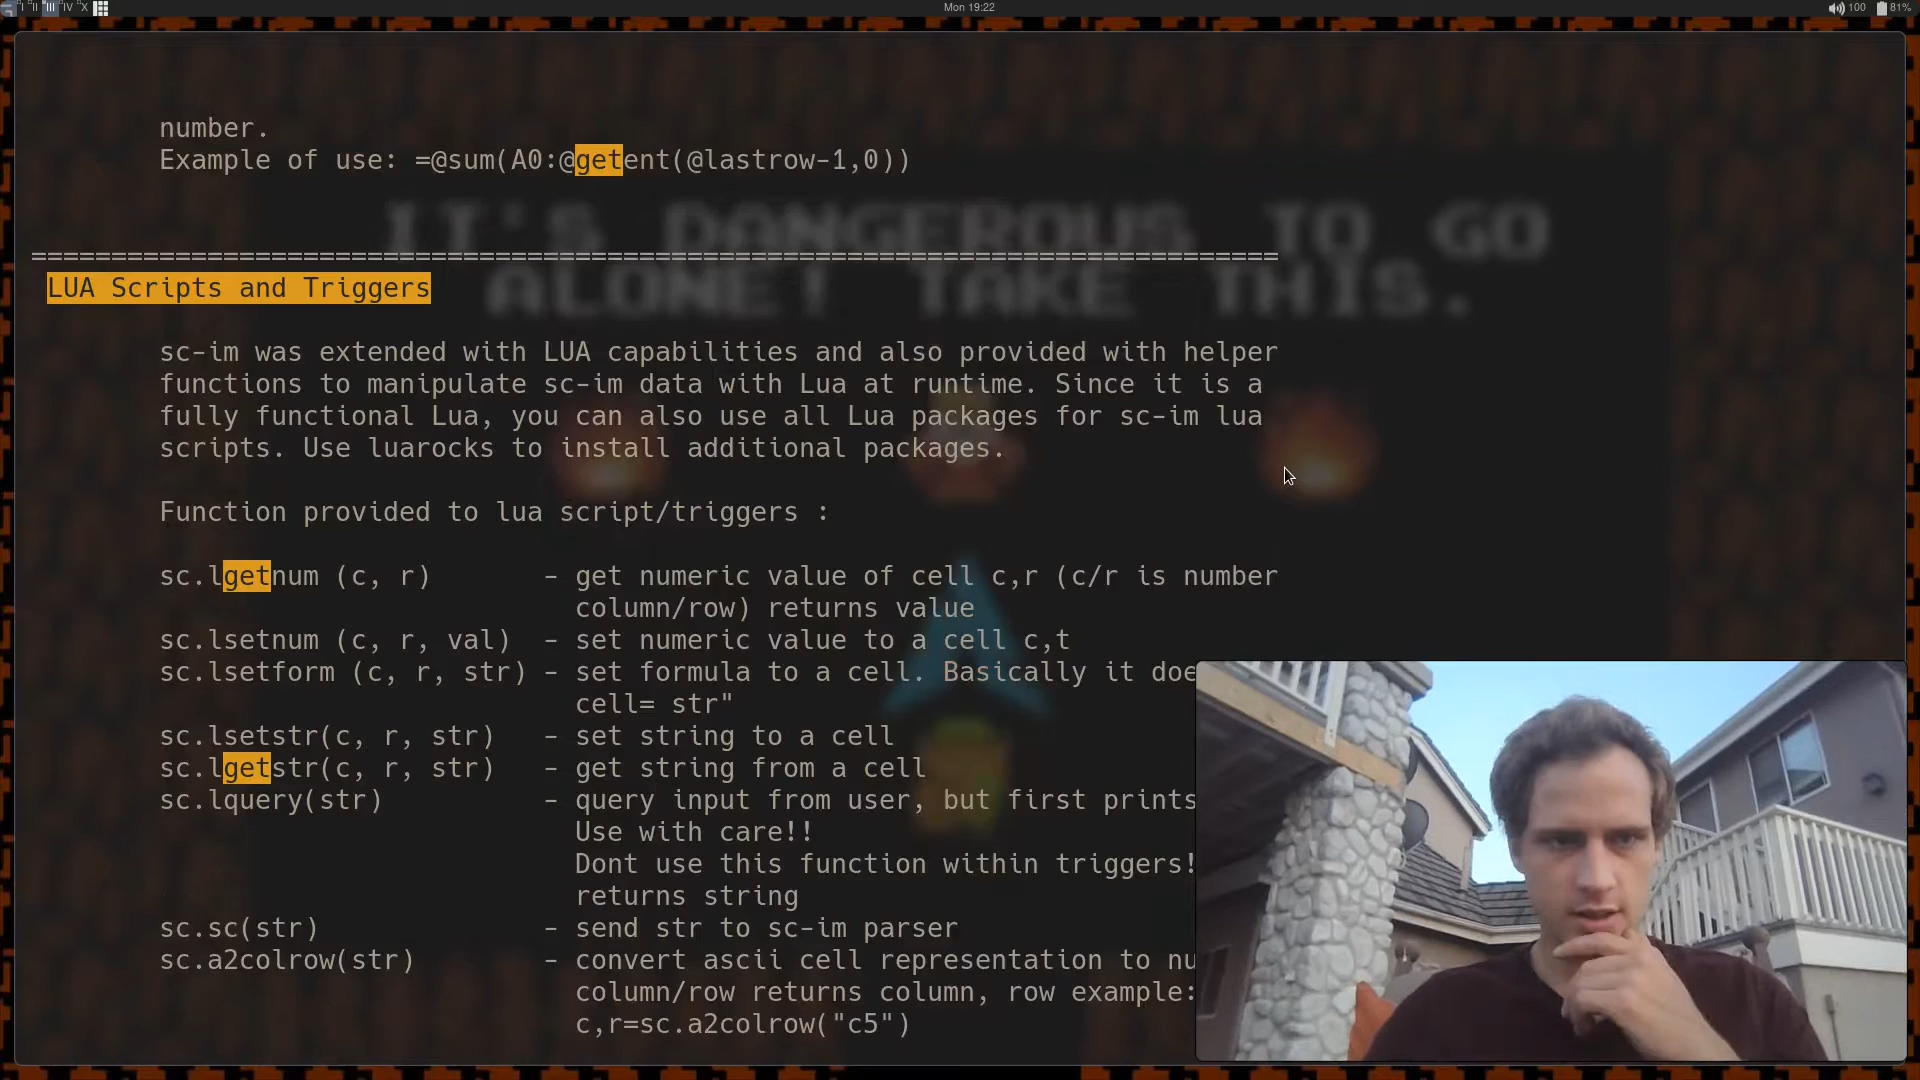 I II III IV X
Mon 19:22
100 81%
number.
Example of use: =@sum(A0:@getent(@lastrow-1,0))
IT'S DANGEROUS TO GO
ALONE! TAKE THIS.
==============================================================================
LUA Scripts and Triggers
sc-im was extended with LUA capabilities and also provided with helper
functions to manipulate sc-im data with Lua at runtime. Since it is a
fully functional Lua, you can also use all Lua packages for sc-im lua
scripts. Use luarocks to install additional packages.
Function provided to lua script/triggers :
sc.lgetnum (c, r) - get numeric value of cell c,r (c/r is number
column/row) returns value
sc.lsetnum (c, r, val) - set numeric value to a cell c,t
sc.lsetform (c, r, str) - set formula to a cell. Basically it doe
cell= str"
sc.lsetstr(c, r, str) - set string to a cell
sc.lgetstr(c, r, str) - get string from a cell
sc.lquery(str) - query input from user, but first prints
Use with care!!
Dont use this function within triggers!
returns string
sc.sc(str) - send str to sc-im parser
sc.a2colrow(str) - convert ascii cell representation to nu
column/row returns column, row example:
c,r=sc.a2colrow("c5")